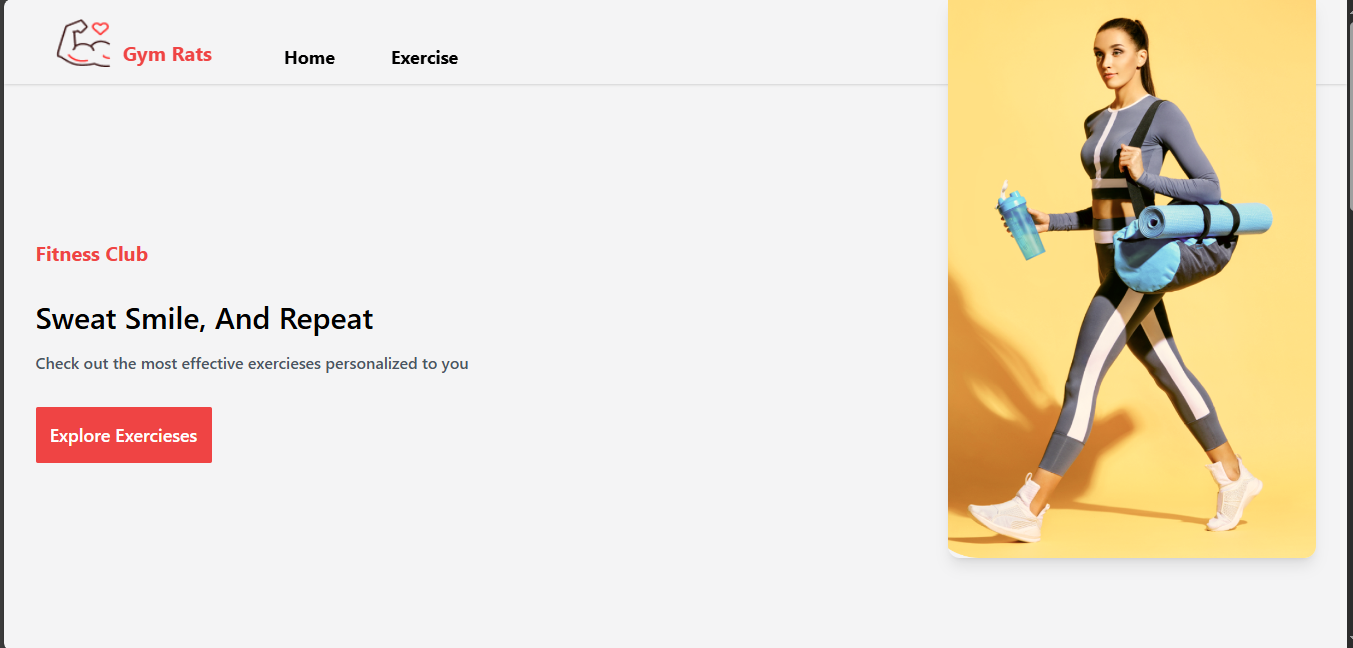 Gym Rats
Home
Exercise
Fitness Club
Sweat Smile, And Repeat
Check out the most effective exercieses personalized to you
Explore Exercieses